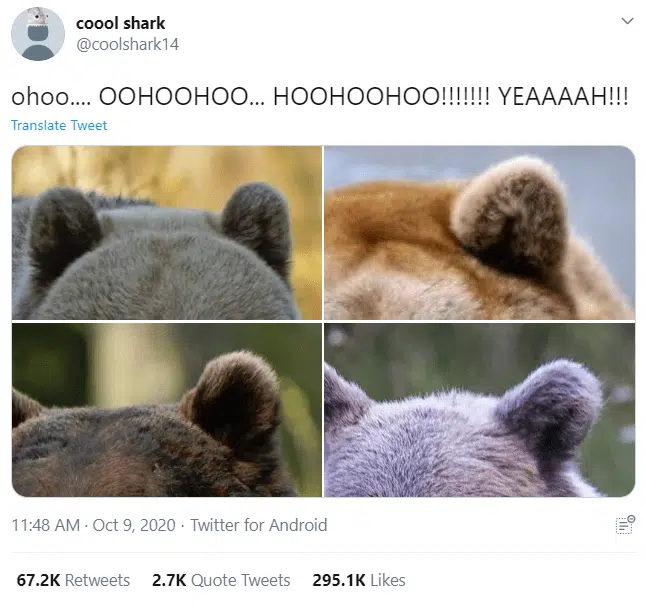 coool shark
@coolshark14
ohoo.... OOHOOHOO... HOOHOOHOO!!!!!!! YEAAAAH!!!
Translate Tweet
11:48 AM · Oct 9, 2020 · Twitter for Android
67.2K Retweets 2.7K Quote Tweets 295.1K Likes